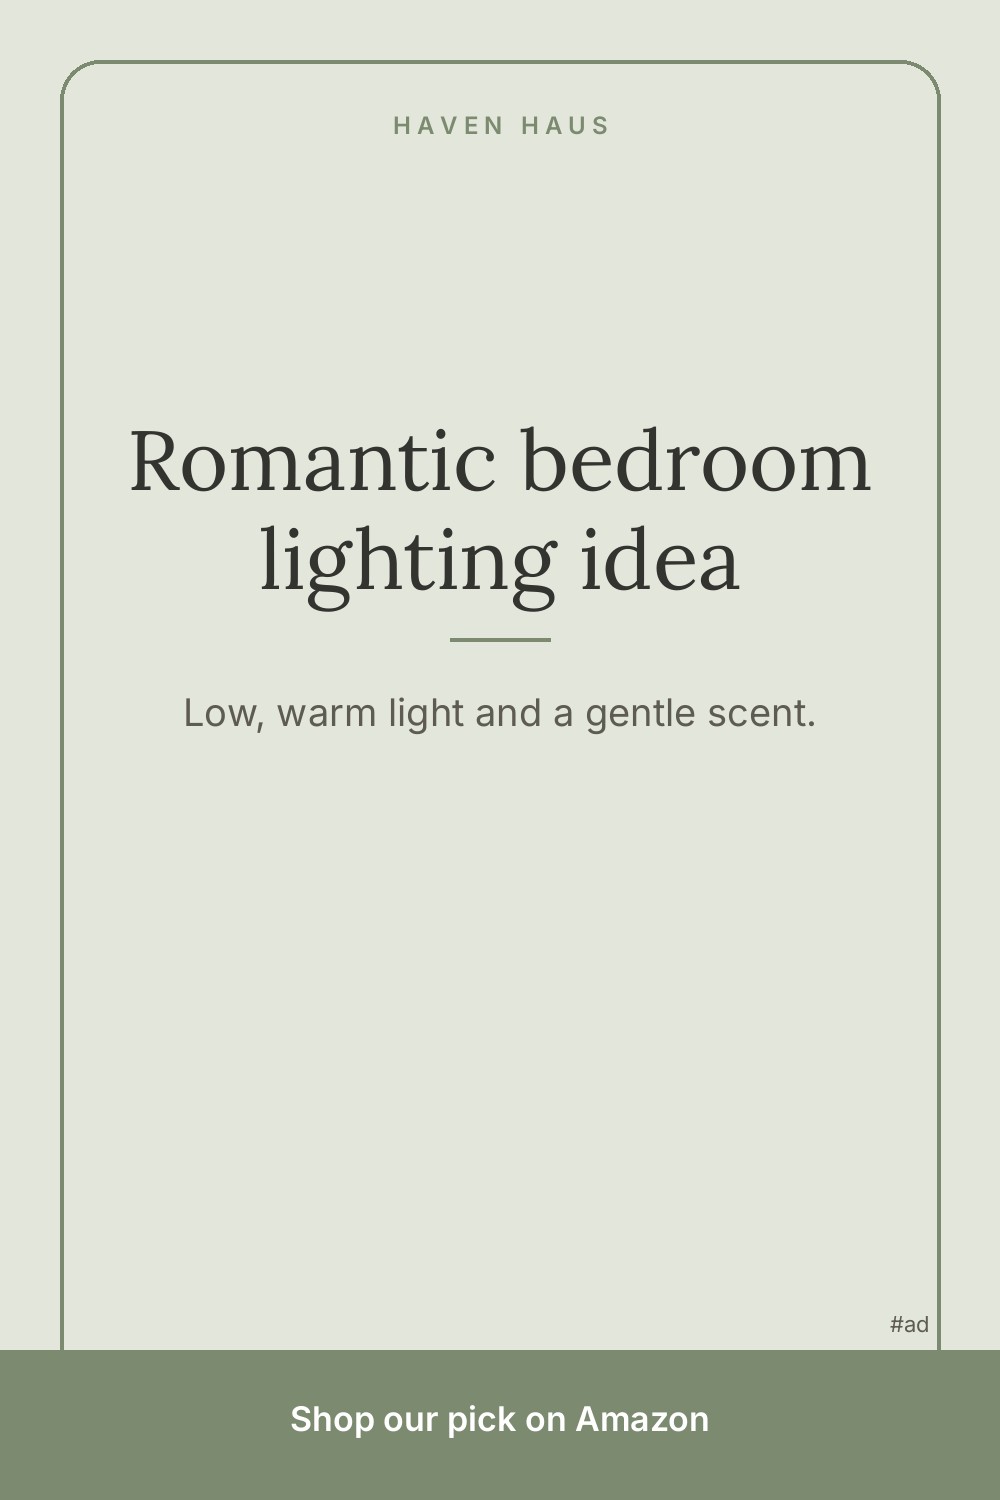 HAVEN HAUS
Romantic bedroom
lighting idea
Low, warm light and a gentle scent.
#ad
Shop our pick on Amazon